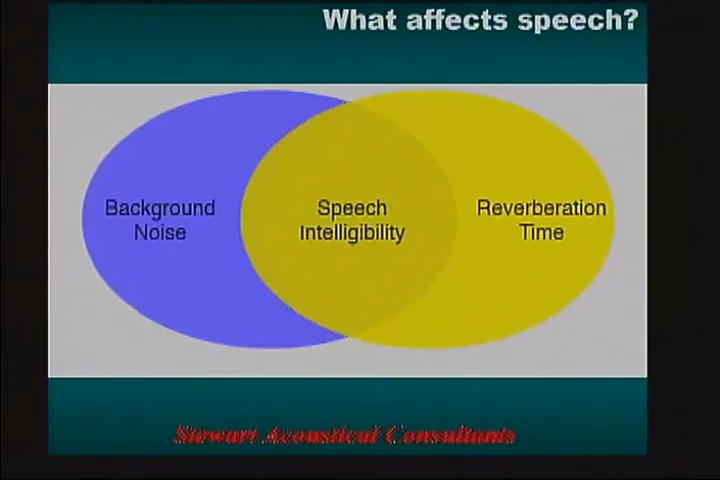 What affects speech?
Background
Noise
Speech
Intelligibility
Reverberation
Time
Stewart Acoustical Consultants